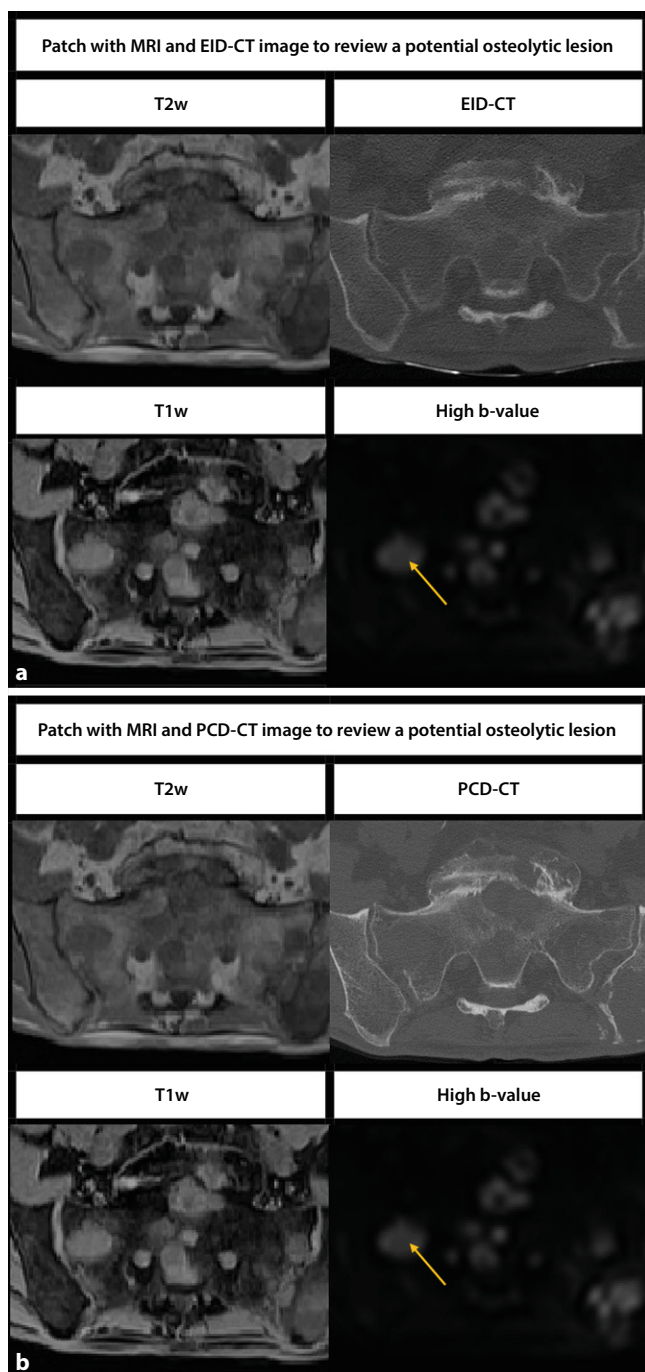 Patch with MRI and EID-CT image to review a potential osteolytic lesion
T2w
EID-CT
T1w
High b-value
a
Patch with MRI and PCD-CT image to review a potential osteolytic lesion
T2w
PCD-CT
T1w
High b-value
b